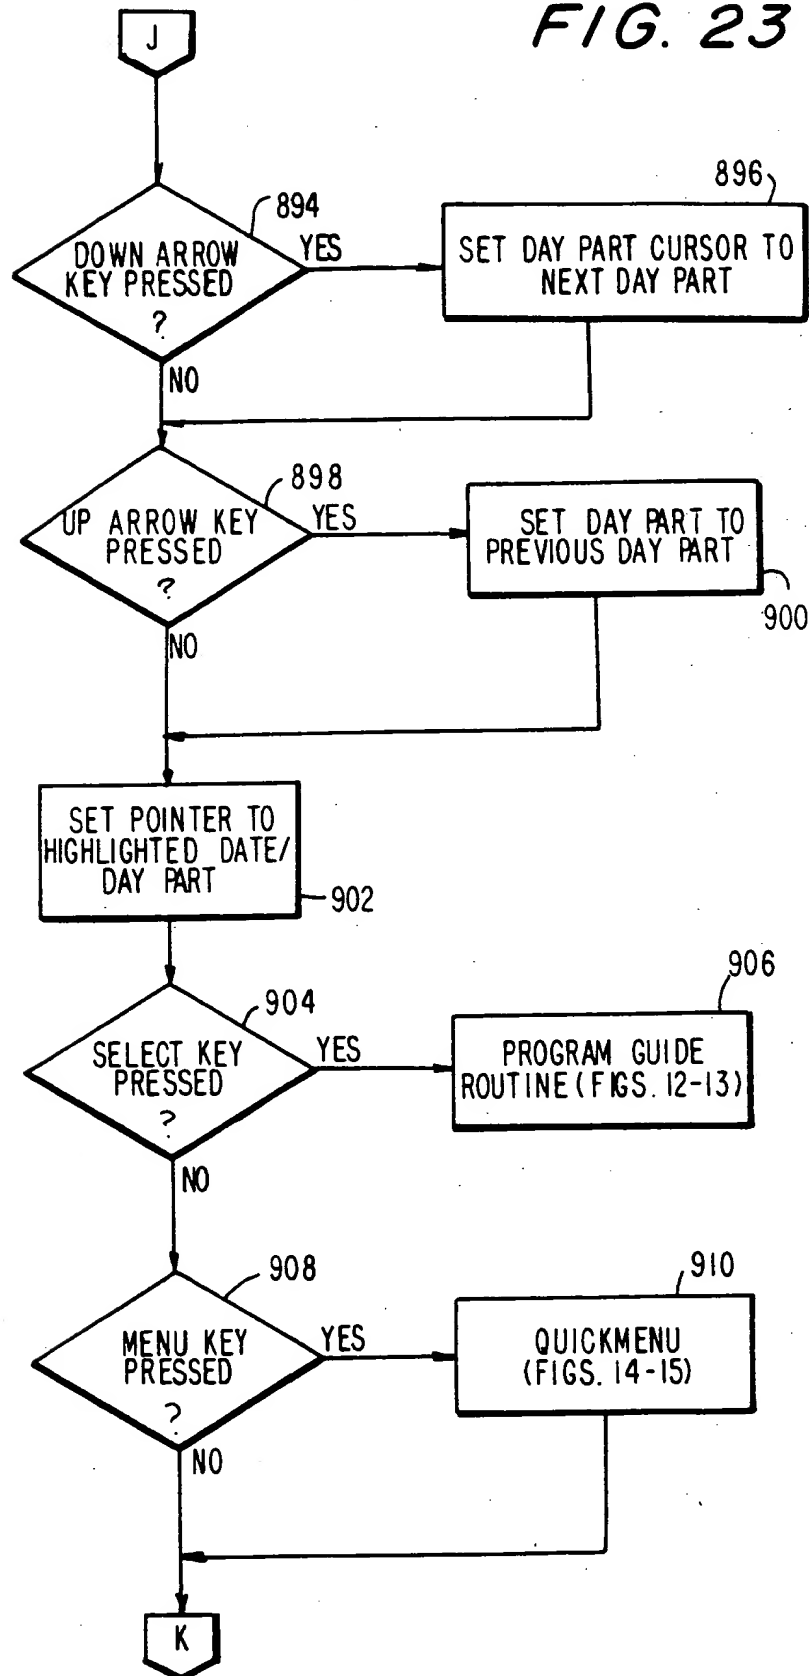 FIG. 23
J
894
DOWN ARROW
KEY PRESSED
?
YES
NO
896
SET DAY PART CURSOR TO
NEXT DAY PART
898
UP ARROW KEY
PRESSED
?
YES
NO
SET DAY PART TO
PREVIOUS DAY PART
900
SET POINTER TO
HIGHLIGHTED DATE/
DAY PART
902
904
SELECT KEY
PRESSED
?
YES
NO
906
PROGRAM GUIDE
ROUTINE (FIGS. 12-13)
908
MENU KEY
PRESSED
?
YES
NO
910
QUICKMENU
(FIGS. 14-15)
K